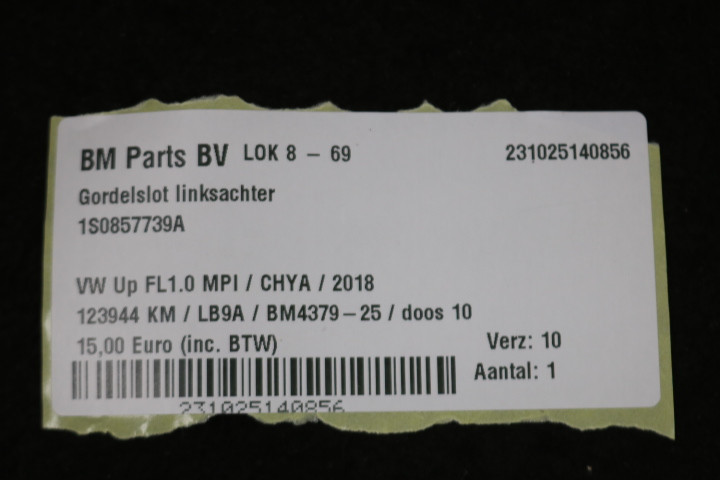 BM Parts BV LOK 8 – 69 231025140856
Gordelslot linksachter
1S0857739A
VW Up FL1.0 MPI / CHYA / 2018
123944 KM / LB9A / BM4379–25 / doos 10
15,00 Euro (inc. BTW) Verz: 10
Aantal: 1
231025140856